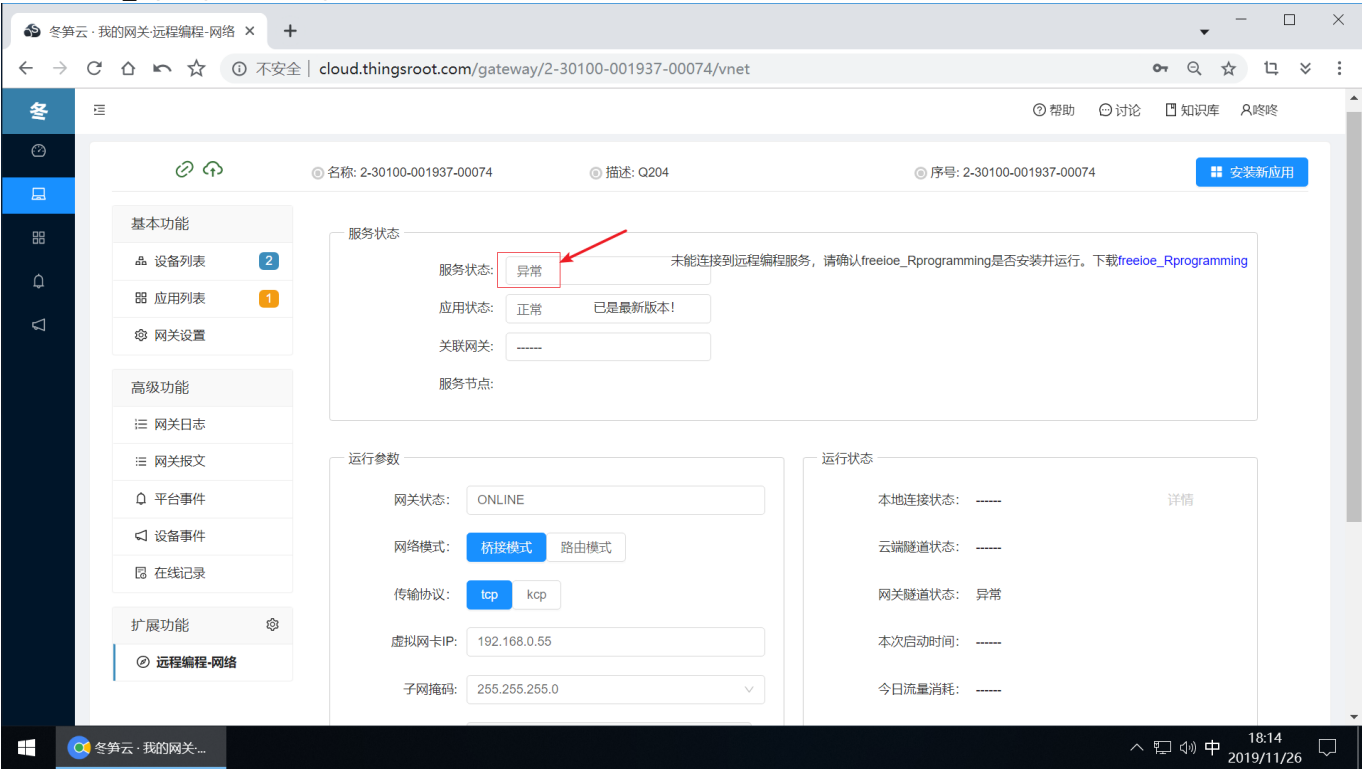 冬笋云 · 我的网关·远程编程-网络
不安全 | cloud.thingsroot.com/gateway/2-30100-001937-00074/vnet
冬
帮助 讨论 知识库 咚咚
名称: 2-30100-001937-00074 描述: Q204 序号: 2-30100-001937-00074 安装新应用
基本功能
设备列表 2
应用列表 1
网关设置
高级功能
网关日志
网关报文
平台事件
设备事件
在线记录
扩展功能
远程编程-网络
服务状态
服务状态: 异常 未能连接到远程编程服务，请确认freeioe_Rprogramming是否安装并运行。下载freeioe_Rprogramming
应用状态: 正常 已是最新版本!
关联网关: ------
服务节点:
运行参数
网关状态: ONLINE
网络模式: 桥接模式 路由模式
传输协议: tcp kcp
虚拟网卡IP: 192.168.0.55
子网掩码: 255.255.255.0
运行状态
本地连接状态: ------ 详情
云端隧道状态: ------
网关隧道状态: 异常
本次启动时间: ------
今日流量消耗: ------
冬笋云 · 我的网关·...
中
18:14
2019/11/26